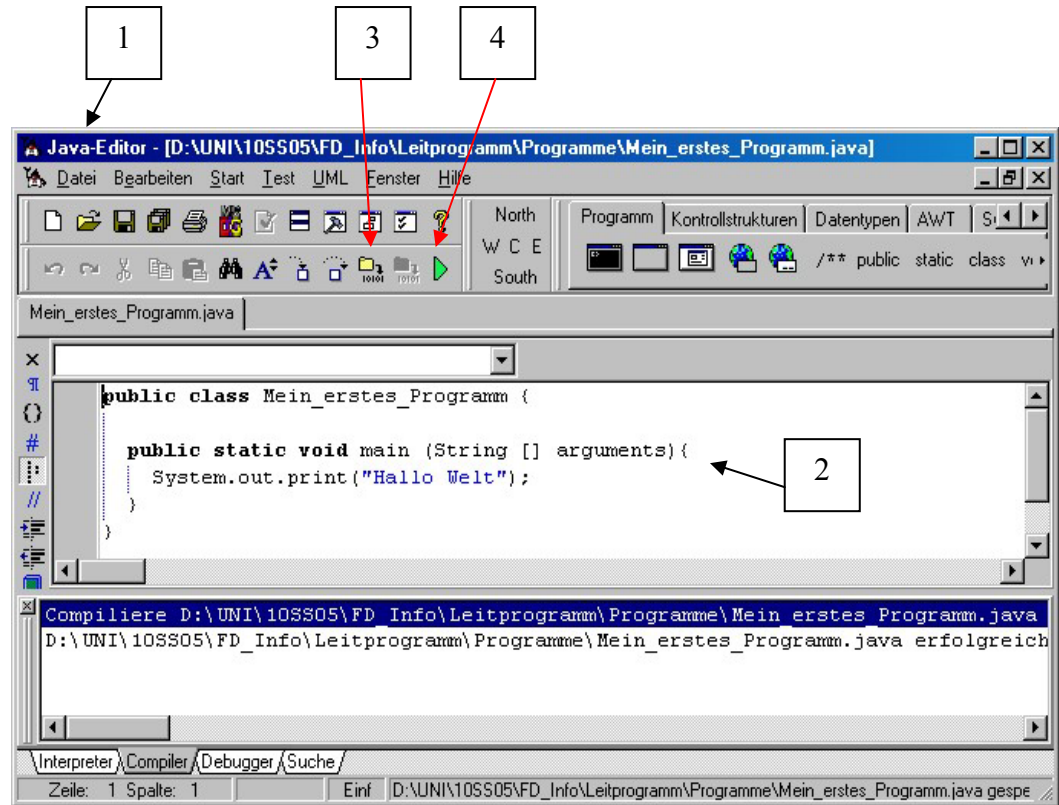 1
3
4
Java-Editor - [D:\UNI\10SS05\FD_Info\Leitprogramm\Programme\Mein_erstes_Programm.java]
Datei Bearbeiten Start Test UML Fenster Hilfe
North
W C E
South
Programm Kontrollstrukturen Datentypen AWT
/** public static class
Mein_erstes_Programm.java
public class Mein_erstes_Programm {
public static void main (String [] arguments){
System.out.print("Hallo Welt");
}
}
2
Compiliere D:\UNI\10SS05\FD_Info\Leitprogramm\Programme\Mein_erstes_Programm.java
D:\UNI\10SS05\FD_Info\Leitprogramm\Programme\Mein_erstes_Programm.java erfolgreich
Interpreter Compiler Debugger Suche
Zeile: 1 Spalte: 1 Einf D:\UNI\10SS05\FD_Info\Leitprogramm\Programme\Mein_erstes_Programm.java gespe